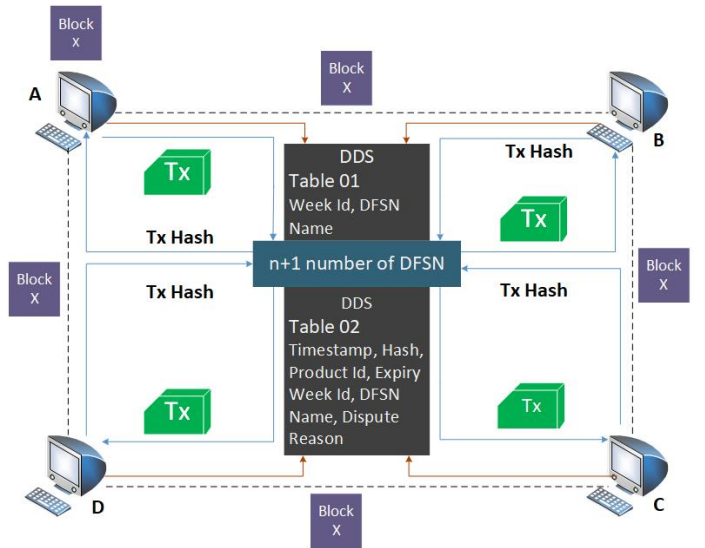 Block
X
Block
X
A
B
DDS
Table 01
Week Id, DFSN
Name
Tx
Tx Hash
Tx
Tx Hash
n+1 number of DFSN
Block
X
Block
X
Tx Hash
Tx Hash
DDS
Table 02
Timestamp, Hash,
Product Id, Expiry
Week Id, DFSN
Name, Dispute
Reason
Tx
Tx
D
C
Block
X